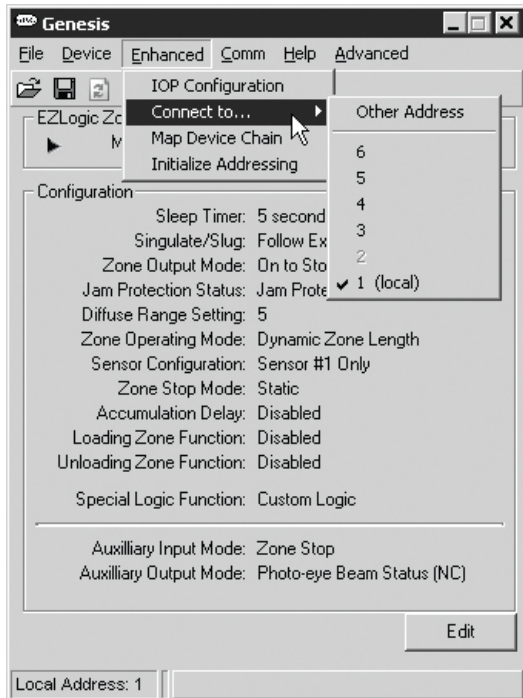 Genesis
File Device Enhanced Comm Help Advanced
IOP Configuration
Connect to...
Map Device Chain
Initialize Addressing
Other Address
6
5
4
3
2
1 (local)
EZLogic Zo
M
Configuration
Sleep Timer: 5 second
Singulate/Slug: Follow Ex
Zone Output Mode: On to Sto
Jam Protection Status: Jam Prote
Diffuse Range Setting: 5
Zone Operating Mode: Dynamic Zone Length
Sensor Configuration: Sensor #1 Only
Zone Stop Mode: Static
Accumulation Delay: Disabled
Loading Zone Function: Disabled
Unloading Zone Function: Disabled
Special Logic Function: Custom Logic
Auxilliary Input Mode: Zone Stop
Auxilliary Output Mode: Photo-eye Beam Status (NC)
Edit
Local Address: 1